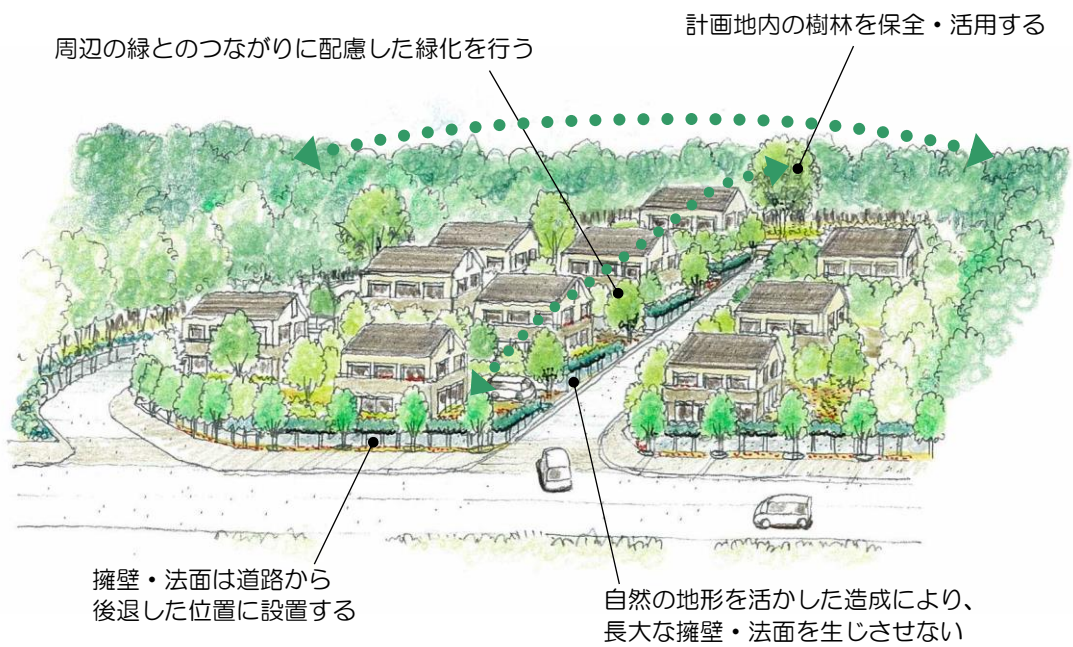 計画地内の樹林を保全・活用する
周辺の緑とのつながりに配慮した緑化を行う
擁壁・法面は道路から
後退した位置に設置する
自然の地形を活かした造成により、
長大な擁壁・法面を生じさせない